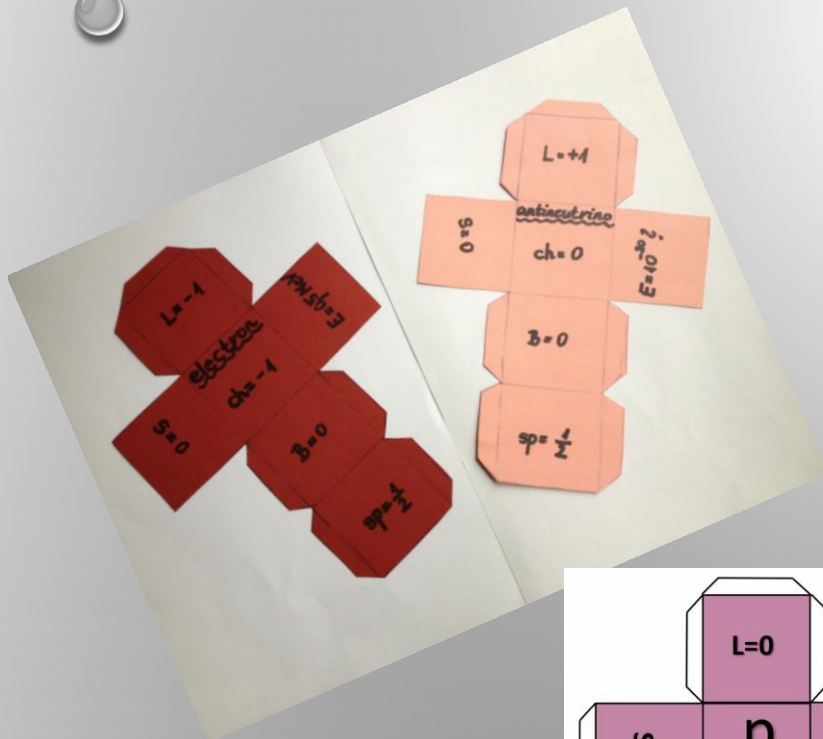 L=-1
electron
ch=-1
S=0
B=0
sp=1/2
L=+1
antineutrino
S=0
ch=0
B=0
sp=1/2
L=0
n